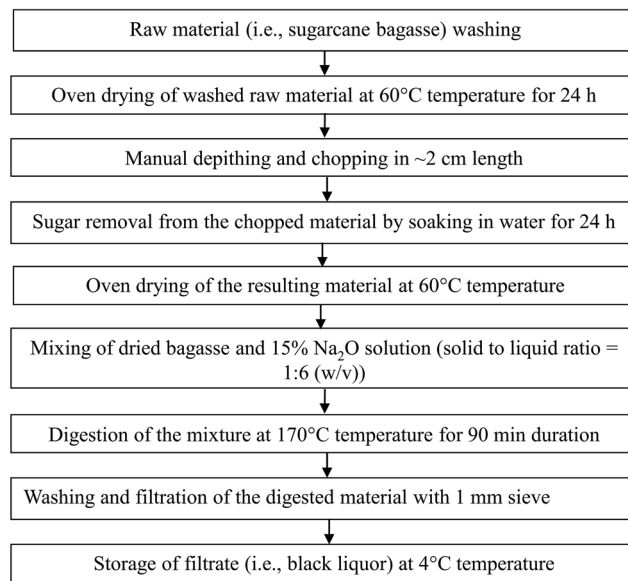 Raw material (i.e., sugarcane bagasse) washing
Oven drying of washed raw material at 60°C temperature for 24 h
Manual depithing and chopping in ~2 cm length
Sugar removal from the chopped material by soaking in water for 24 h
Oven drying of the resulting material at 60°C temperature
Mixing of dried bagasse and 15% Na₂O solution (solid to liquid ratio =
1:6 (w/v))
Digestion of the mixture at 170°C temperature for 90 min duration
Washing and filtration of the digested material with 1 mm sieve
Storage of filtrate (i.e., black liquor) at 4°C temperature